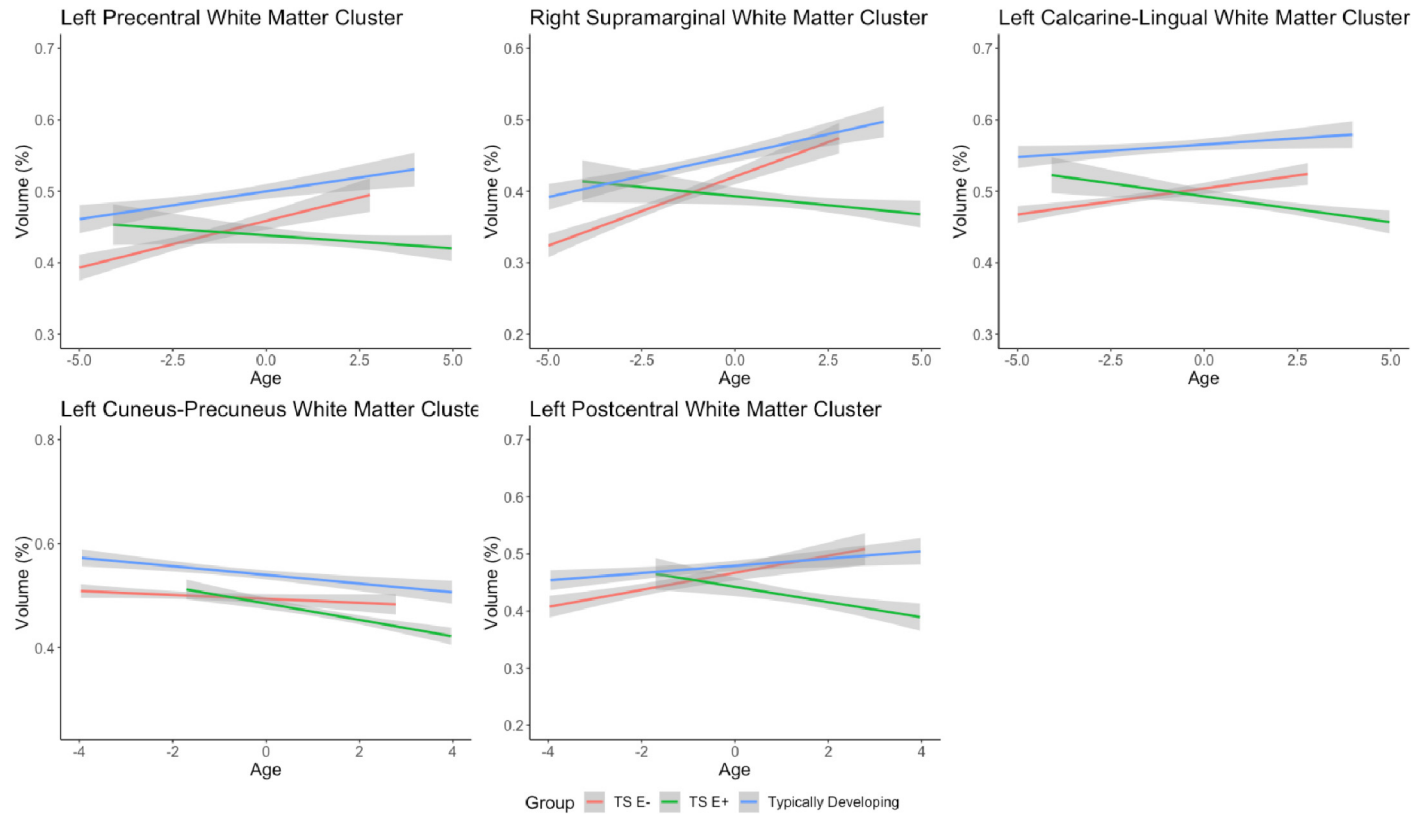 Left Precentral White Matter Cluster
Volume (%)
0.7
0.6
0.5
0.4
0.3
-5.0 -2.5 0.0 2.5 5.0
Age
Right Supramarginal White Matter Cluster
Volume (%)
0.6
0.5
0.4
0.3
0.2
-5.0 -2.5 0.0 2.5 5.0
Age
Left Calcarine-Lingual White Matter Cluster
Volume (%)
0.7
0.6
0.5
0.4
0.3
-5.0 -2.5 0.0 2.5 5.0
Age
Left Cuneus-Precuneus White Matter Cluste
Volume (%)
0.8
0.6
0.4
-4 -2 0 2 4
Age
Left Postcentral White Matter Cluster
Volume (%)
0.7
0.6
0.5
0.4
0.3
0.2
-4 -2 0 2 4
Age
Group TS E- TS E+ Typically Developing